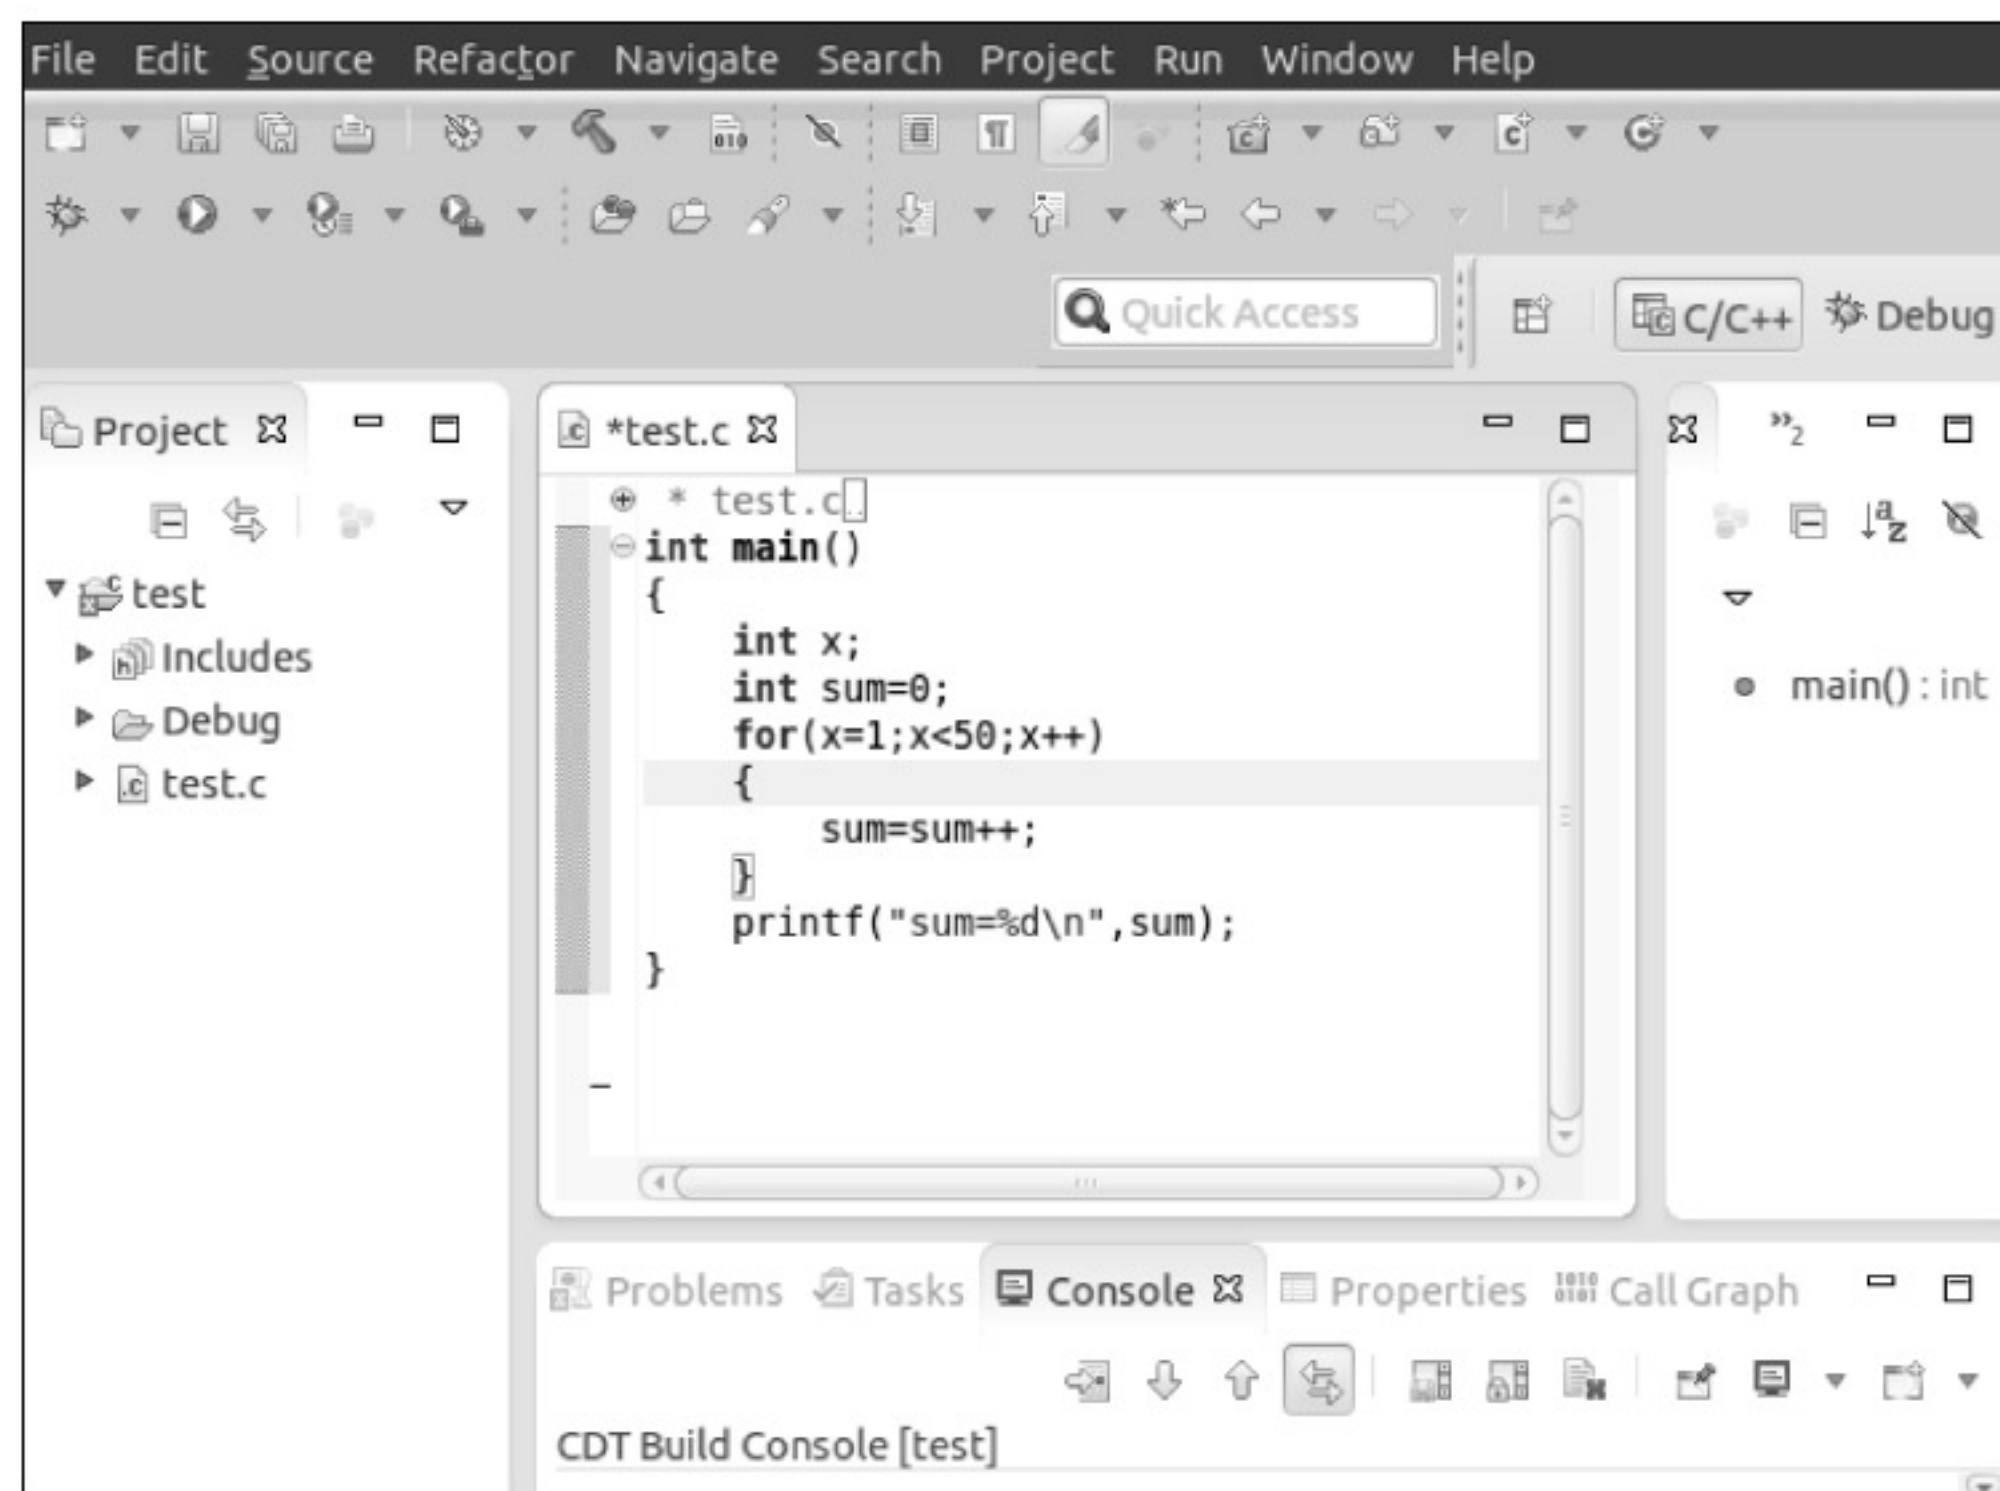 File Edit Source Refactor Navigate Search Project Run Window Help
Quick Access
C/C++ Debug
Project
*test.c
»2
* test.c
int main()
{
int x;
int sum=0;
for(x=1;x<50;x++)
{
sum=sum++;
}
printf("sum=%d\n",sum);
}
test
Includes
Debug
test.c
main() : int
Problems Tasks Console Properties Call Graph
CDT Build Console [test]